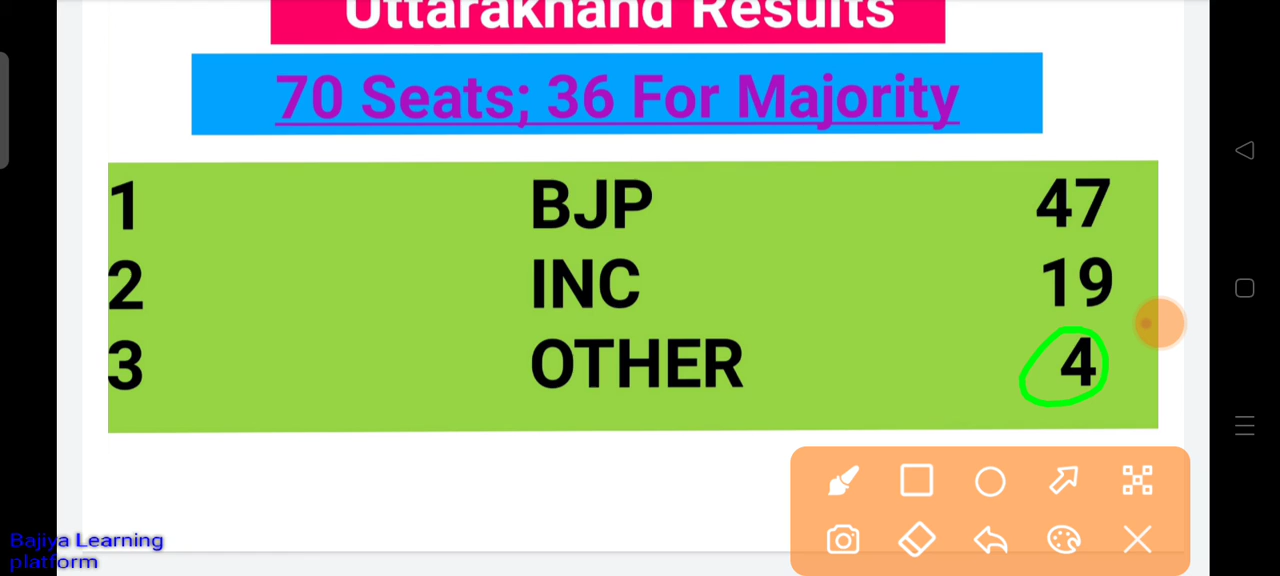 Uttarakhand Results
70 Seats; 36 For Majority
1 BJP 47
2 INC 19
3 OTHER 4
Bajiya Learning
platform